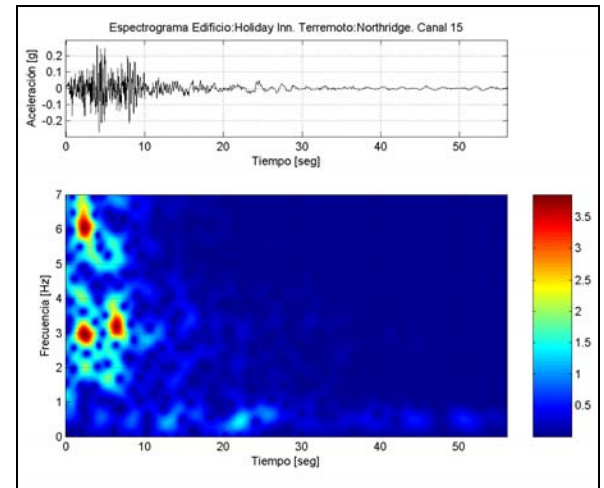 Espectrograma Edificio:Holiday Inn. Terremoto:Northridge. Canal 15
Aceleración [g]
0.2
0.1
0
-0.1
-0.2
0 10 20 30 40 50
Tiempo [seg]
Frecuencia [Hz]
7
6
5
4
3
2
1
0
0 10 20 30 40 50
Tiempo [seg]
3.5
3
2.5
2
1.5
1
0.5